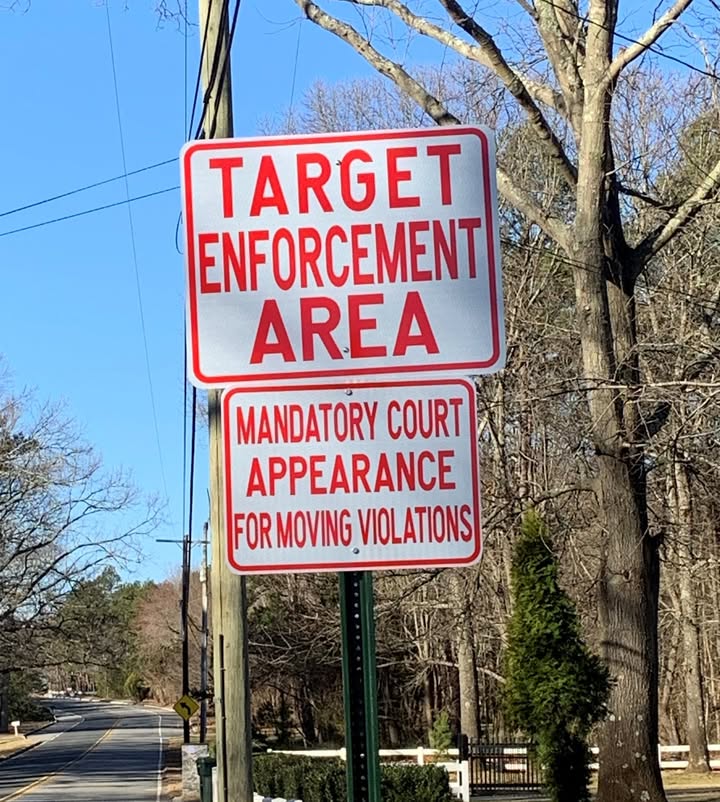 TARGET
ENFORCEMENT
AREA
MANDATORY COURT
APPEARANCE
FOR MOVING VIOLATIONS